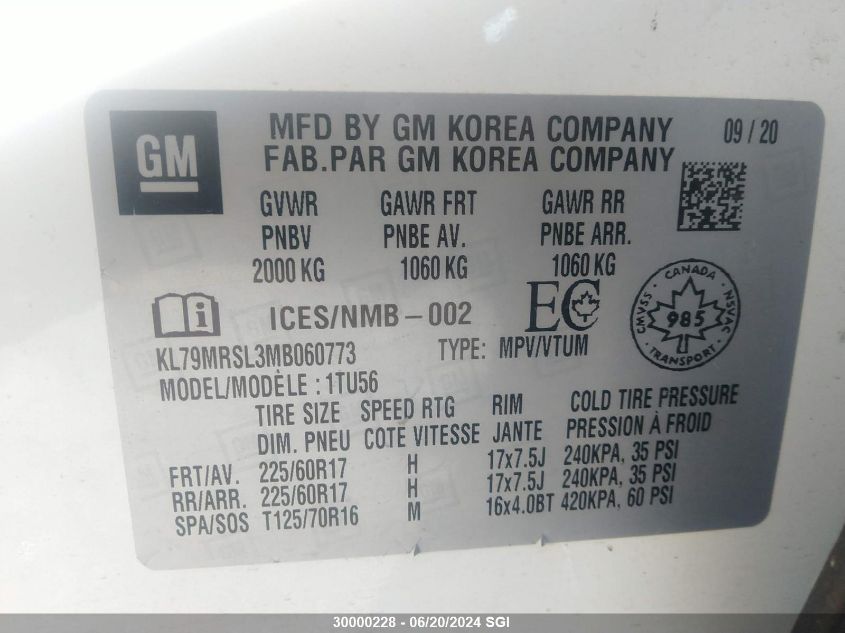 GM
MFD BY GM KOREA COMPANY 09 / 20
FAB.PAR GM KOREA COMPANY
GVWR GAWR FRT GAWR RR
PNBV PNBE AV. PNBE ARR.
2000 KG 1060 KG 1060 KG
i ICES/NMB-002 EC
CANADA
CMVSS 985 NSVAC
TRANSPORT
KL79MRSL3MB060773 TYPE: MPV/VTUM
MODEL/MODÈLE : 1TU56
TIRE SIZE SPEED RTG RIM COLD TIRE PRESSURE
DIM. PNEU COTE VITESSE JANTE PRESSION À FROID
FRT/AV. 225/60R17 H 17x7.5J 240KPA, 35 PSI
RR/ARR. 225/60R17 H 17x7.5J 240KPA, 35 PSI
SPA/SOS T125/70R16 M 16x4.0BT 420KPA, 60 PSI
30000228 - 06/20/2024 SGI